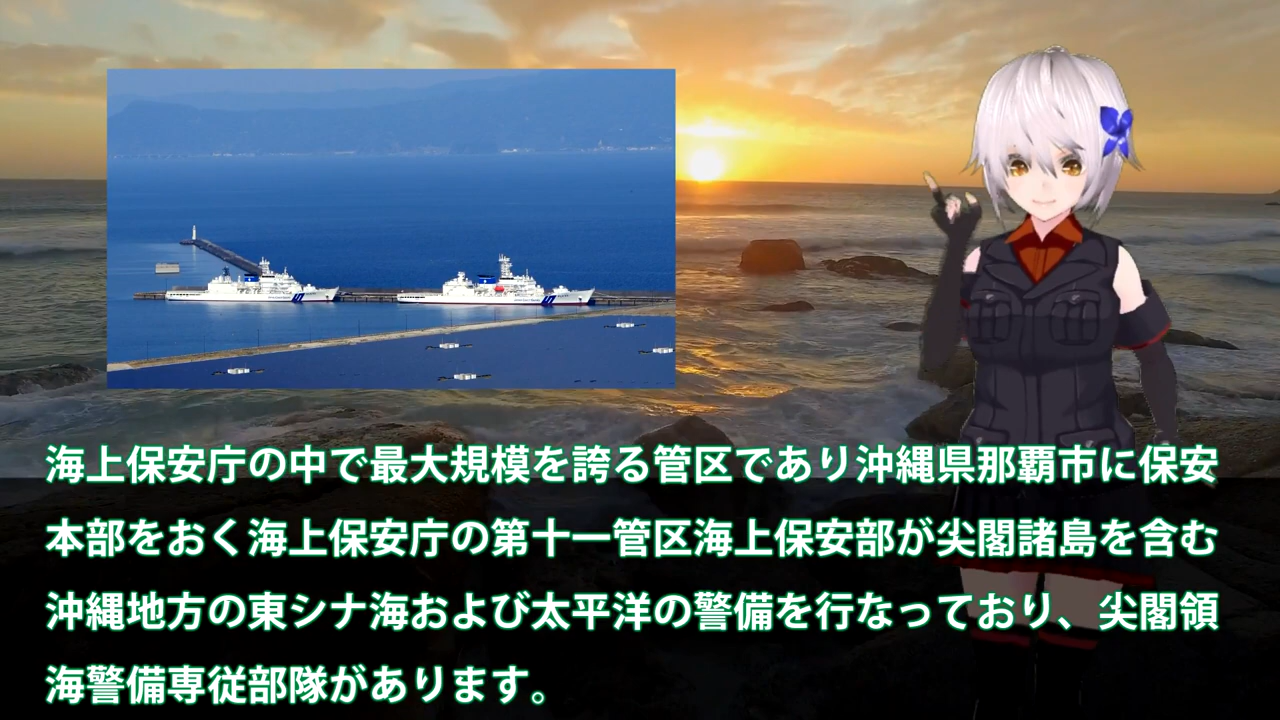 海上保安庁の中で最大規模を誇る管区であり沖縄県那覇市に保安
本部をおく海上保安庁の第十一管区海上保安部が尖閣諸島を含む
沖縄地方の東シナ海および太平洋の警備を行なっており、尖閣領
海警備専従部隊があります。